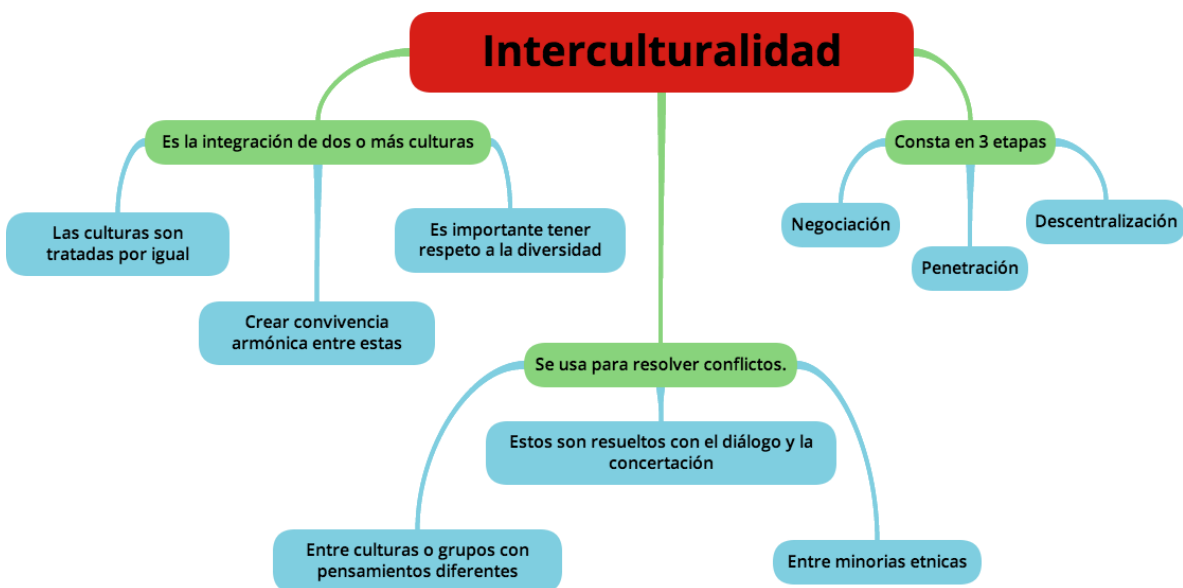 Interculturalidad
Es la integración de dos o más culturas
Las culturas son
tratadas por igual
Crear convivencia
armónica entre estas
Es importante tener
respeto a la diversidad
Se usa para resolver conflictos.
Entre culturas o grupos con
pensamientos diferentes
Estos son resueltos con el diálogo y la
concertación
Entre minorias etnicas
Consta en 3 etapas
Negociación
Penetración
Descentralización